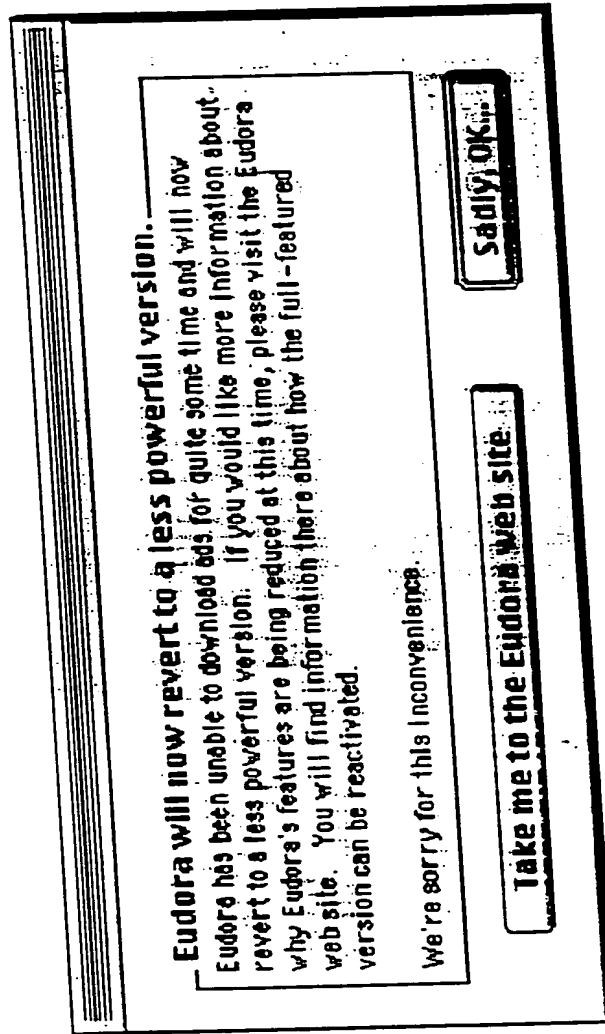 Eudora will now revert to a less powerful version.
Eudora has been unable to download ads for quite some time and will now
revert to a less powerful version. If you would like more information about
why Eudora's features are being reduced at this time, please visit the Eudora
web site. You will find information there about how the full-featured
version can be reactivated.
We're sorry for this inconvenience.
Take me to the Eudora web site
Sadly, OK...